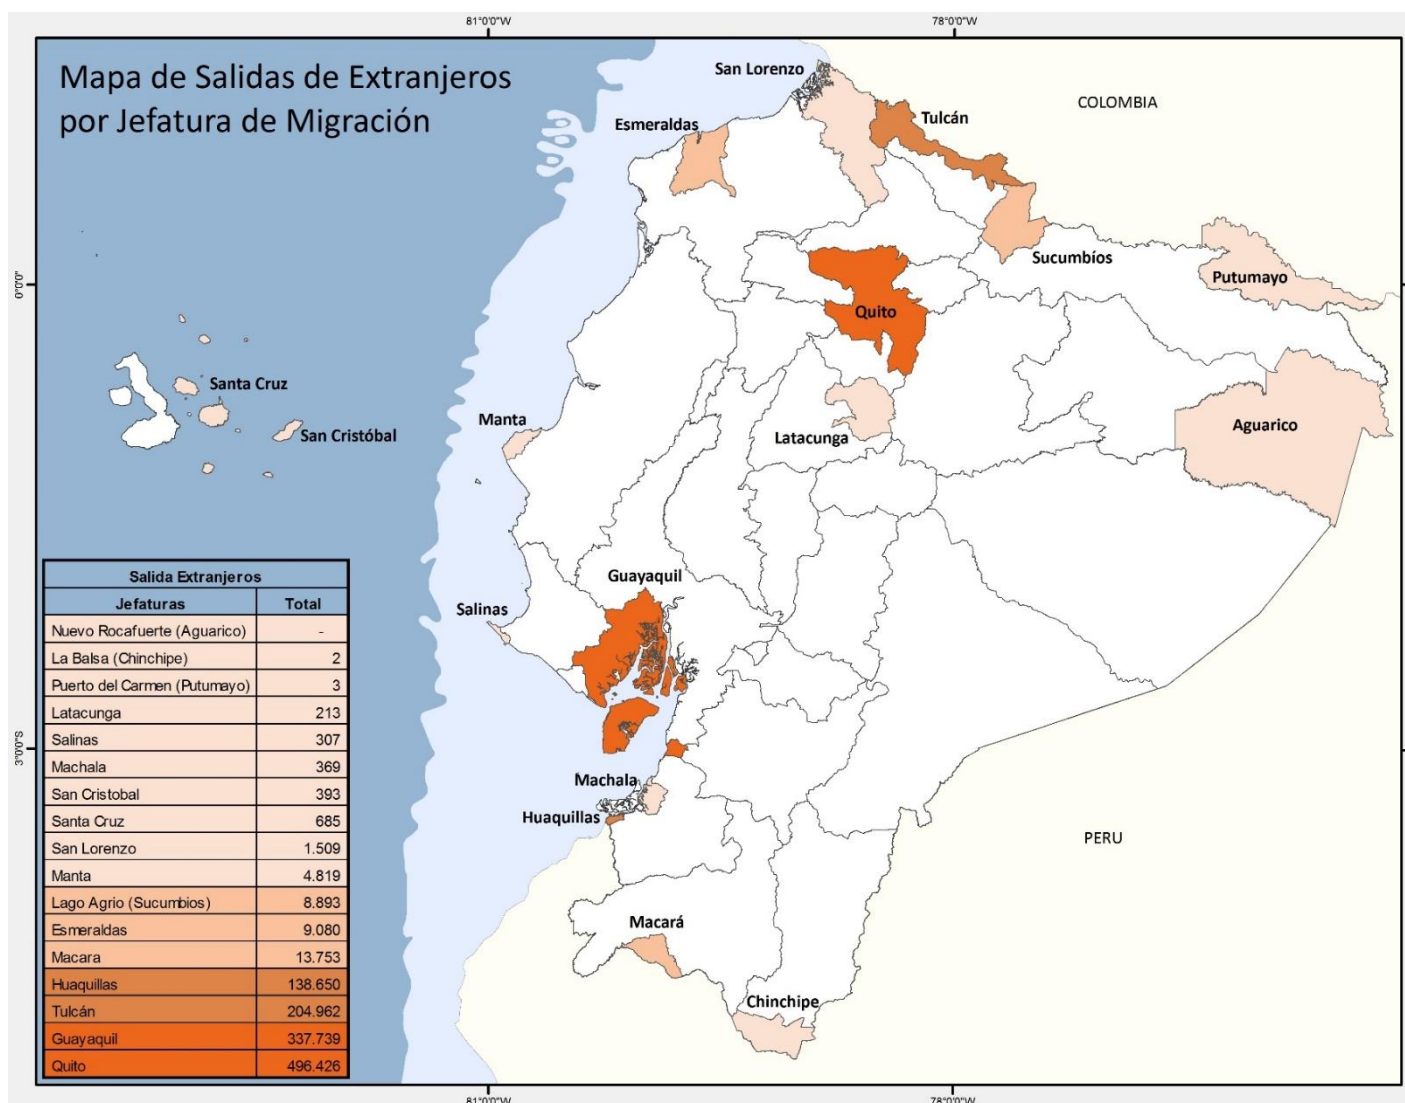 81°0'0"W 78°0'0"W
Mapa de Salidas de Extranjeros
por Jefatura de Migración
San Lorenzo
COLOMBIA
Tulcán
Esmeraldas
Sucumbíos
Putumayo
0°0'0"
Quito
Santa Cruz
Manta
San Cristóbal
Latacunga
Aguarico
Guayaquil
Salinas
3°0'0"S
Machala
Huaquillas
PERU
Macará
Chinchipe
Salida Extranjeros
Jefaturas Total
Nuevo Rocafuerte (Aguarico) -
La Balsa (Chinchipe) 2
Puerto del Carmen (Putumayo) 3
Latacunga 213
Salinas 307
Machala 369
San Cristobal 393
Santa Cruz 685
San Lorenzo 1.509
Manta 4.819
Lago Agrio (Sucumbios) 8.893
Esmeraldas 9.080
Macara 13.753
Huaquillas 138.650
Tulcán 204.962
Guayaquil 337.739
Quito 496.426
81°0'0"W 78°0'0"W